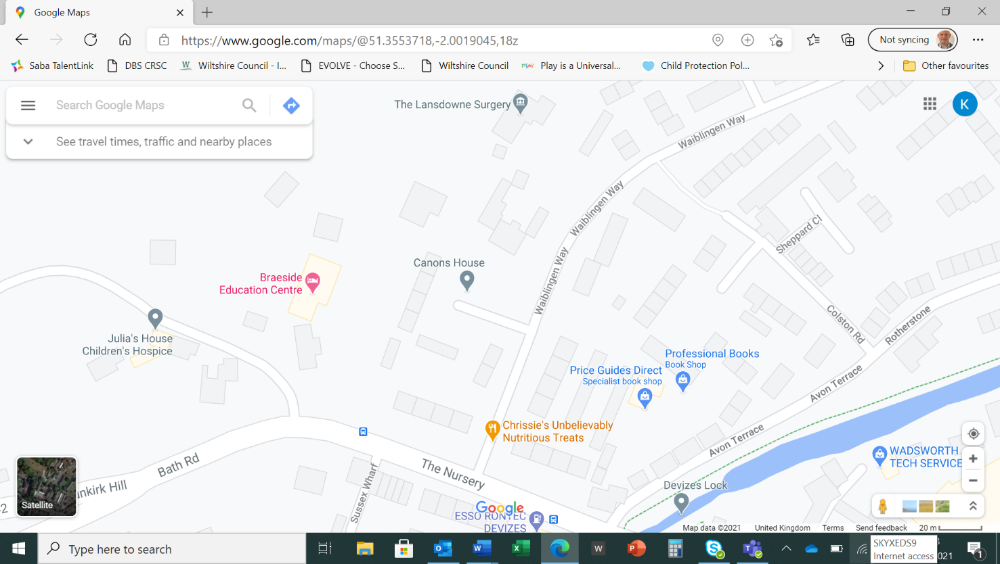 Google Maps
https://www.google.com/maps/@51.3553718,-2.0019045,18z
Not syncing
Saba TalentLink
DBS CRSC
W Wiltshire Council - I...
EVOLVE - Choose S...
Wiltshire Council
PLAY Play is a Universal...
Child Protection Pol...
Other favourites
Search Google Maps
K
See travel times, traffic and nearby places
The Lansdowne Surgery
Waiblingen Way
Waiblingen Way
Waiblingen Way
Sheppard Cl
Canons House
Braeside
Education Centre
Colston Rd
Rotherstone
Julia's House
Children's Hospice
Professional Books
Book Shop
Price Guides Direct
Specialist book shop
Avon Terrace
Chrissie's Unbelievably
Nutritious Treats
Avon Terrace
WADSWORTH
TECH SERVICE
Bath Rd
The Nursery
Sussex Wharf
nkirk Hill
Devizes Lock
Satellite
Google
ESSO RONTEC
DEVIZES
Map data ©2021 United Kingdom Terms Send feedback 20 m
Type here to search
SKYXEDS9
Internet access
021
1